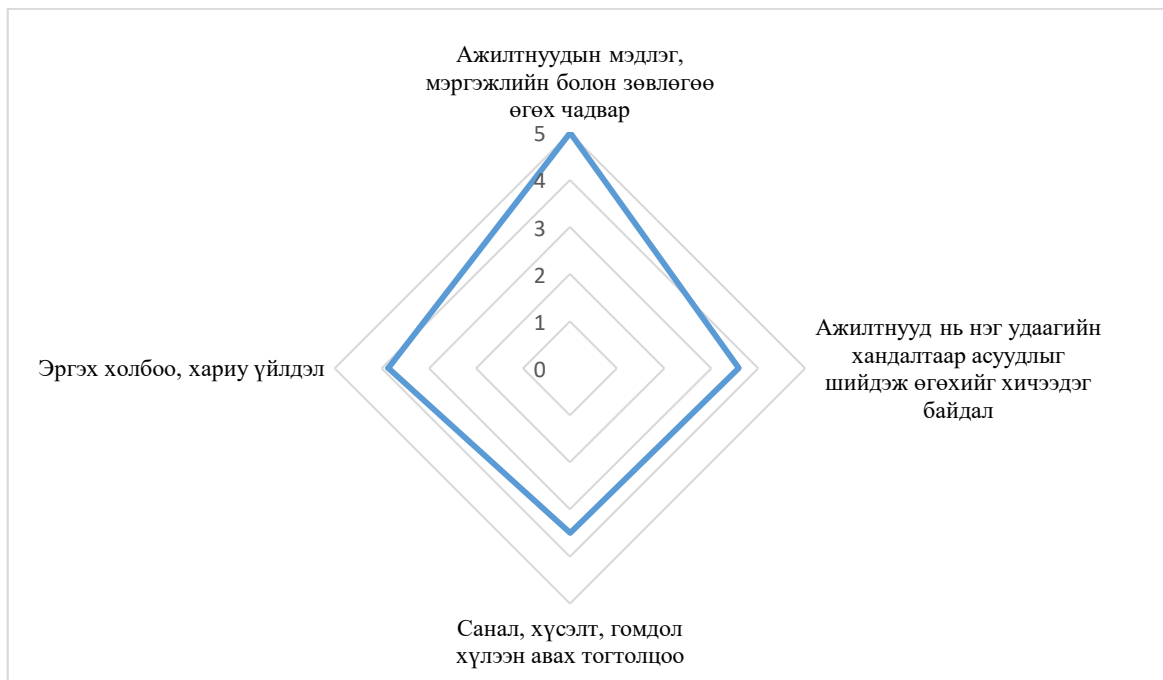 Ажилтнуудын мэдлэг,
мэргэжлийн болон зөвлөгөө
өгөх чадвар
5
4
3
2
1
0
Ажилтнууд нь нэг удаагийн
хандалтаар асуудлыг
шийдэж өгөхийг хичээдэг
байдал
Эргэх холбоо, хариу үйлдэл
Санал, хүсэлт, гомдол
хүлээн авах тогтолцоо